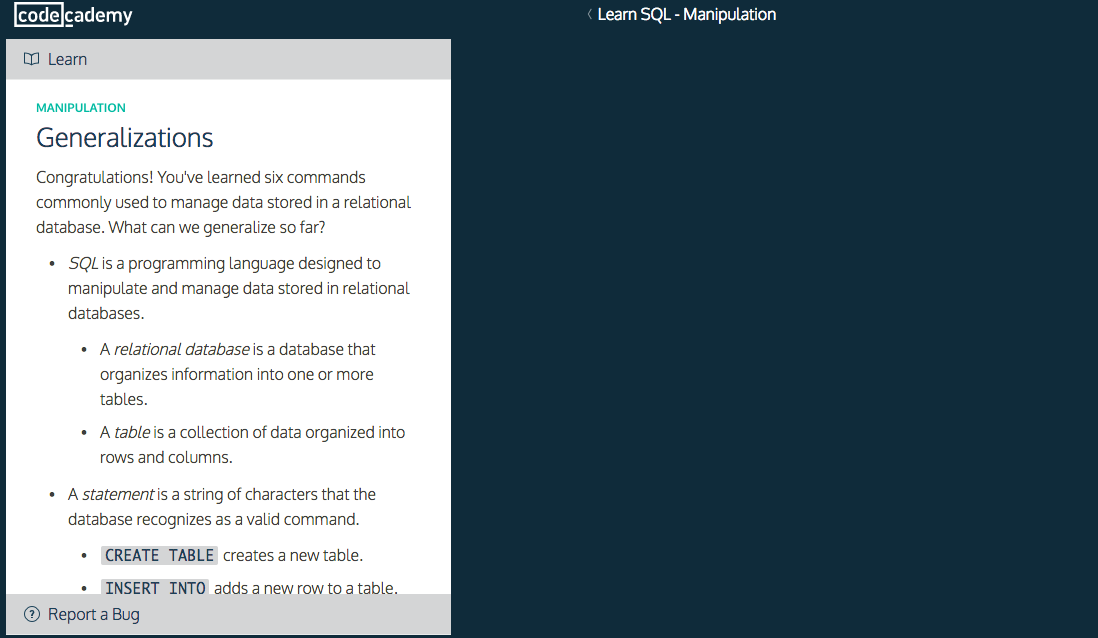 codecademy
Learn SQL - Manipulation
Learn
MANIPULATION
Generalizations
Congratulations! You've learned six commands
commonly used to manage data stored in a relational
database. What can we generalize so far?
• SQL is a programming language designed to
manipulate and manage data stored in relational
databases.
• A relational database is a database that
organizes information into one or more
tables.
• A table is a collection of data organized into
rows and columns.
• A statement is a string of characters that the
database recognizes as a valid command.
• CREATE TABLE creates a new table.
• INSERT INTO adds a new row to a table.
Report a Bug